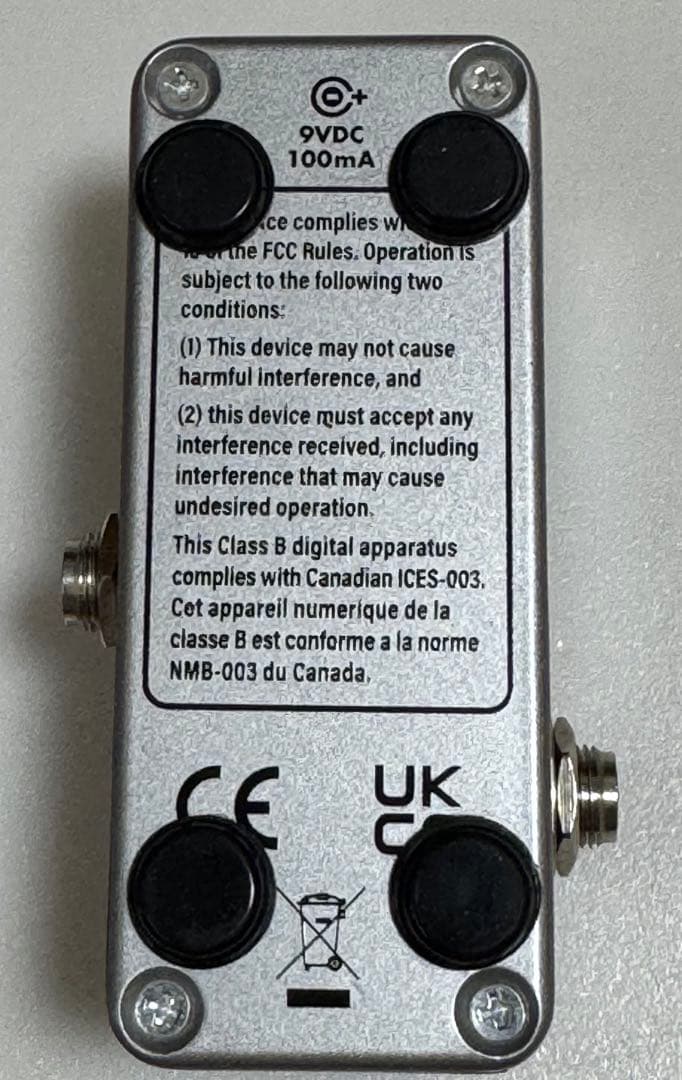 9VDC
100mA
ce complies
of the FCC Rules. Operation is
subject to the following two
conditions:
(1) This device may not cause
harmful interference, and
(2) this device must accept any
interference received, including
interference that may cause
undesired operation.
This Class B digital apparatus
complies with Canadian ICES-003.
Cet appareil numerique de la
classe B est conforme a la norme
NMB-003 du Canada.
CE
UK
C